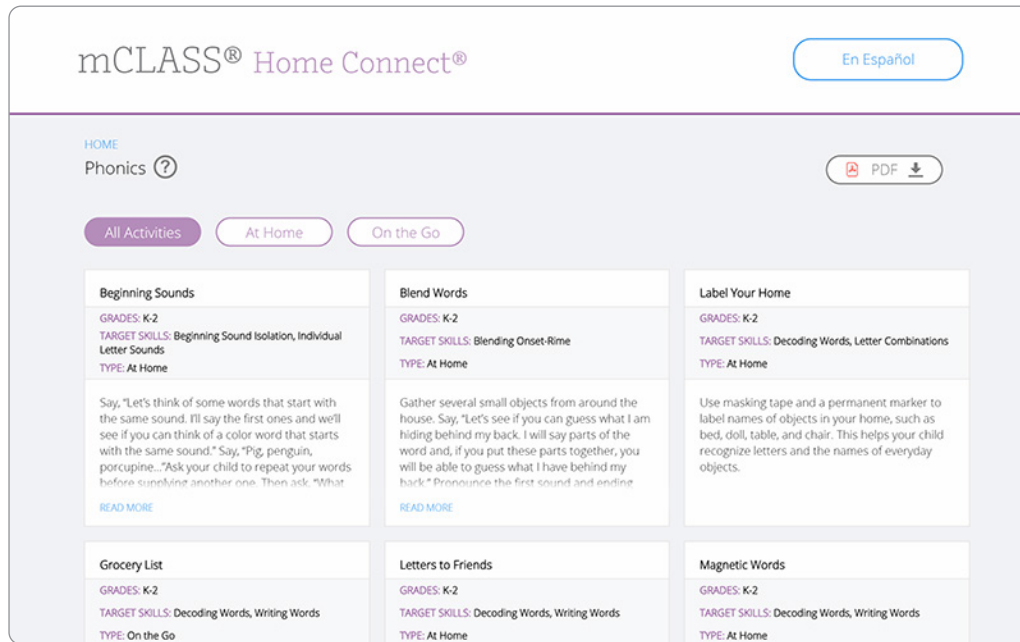 mCLASS® Home Connect®
En Español
HOME
Phonics ?
PDF
All Activities
At Home
On the Go
Beginning Sounds
GRADES: K-2
TARGET SKILLS: Beginning Sound Isolation, Individual
Letter Sounds
TYPE: At Home
Say, “Let’s think of some words that start with
the same sound. I’ll say the first ones and we’ll
see if you can think of a color word that starts
with the same sound.” Say, “Pig, penguin,
porcupine...”Ask your child to repeat your words
before supplying another one. Then ask, “What
READ MORE
Blend Words
GRADES: K-2
TARGET SKILLS: Blending Onset-Rime
TYPE: At Home
Gather several small objects from around the
house. Say, “Let’s see if you can guess what I am
hiding behind my back. I will say parts of the
word and, if you put these parts together, you
will be able to guess what I have behind my
back.” Pronounce the first sound and ending
READ MORE
Label Your Home
GRADES: K-2
TARGET SKILLS: Decoding Words, Letter Combinations
TYPE: At Home
Use masking tape and a permanent marker to
label names of objects in your home, such as
bed, doll, table, and chair. This helps your child
recognize letters and the names of everyday
objects.
Grocery List
GRADES: K-2
TARGET SKILLS: Decoding Words, Writing Words
TYPE: On the Go
Letters to Friends
GRADES: K-2
TARGET SKILLS: Decoding Words, Writing Words
TYPE: At Home
Magnetic Words
GRADES: K-2
TARGET SKILLS: Decoding Words, Writing Words
TYPE: At Home